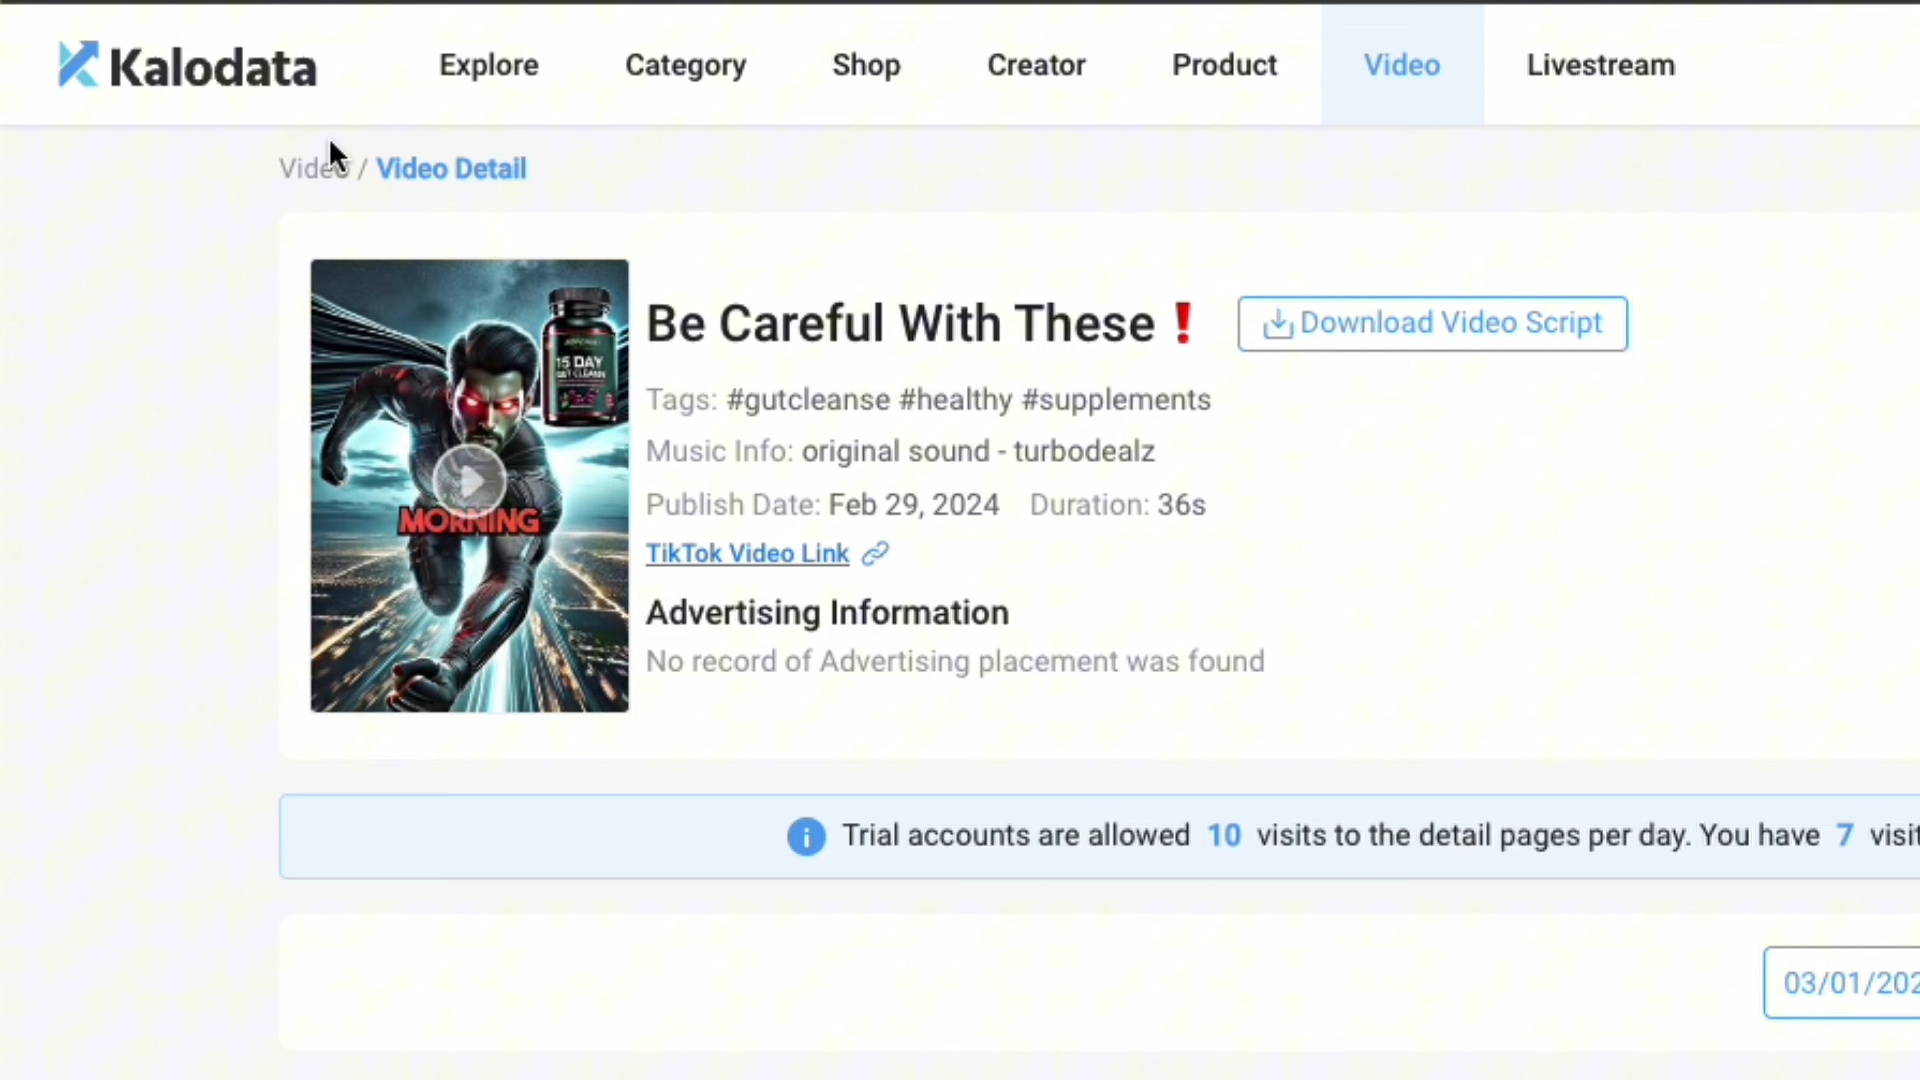 Kalodata Explore Category Shop Creator Product Video Livestream
Video / Video Detail
Be Careful With These❗ Download Video Script
Tags: #gutcleanse #healthy #supplements
Music Info: original sound - turbodealz
Publish Date: Feb 29, 2024 Duration: 36s
TikTok Video Link
Advertising Information
No record of Advertising placement was found
15 DAY
GUT CLEANSE
MORNING
Trial accounts are allowed 10 visits to the detail pages per day. You have 7 visit
03/01/202